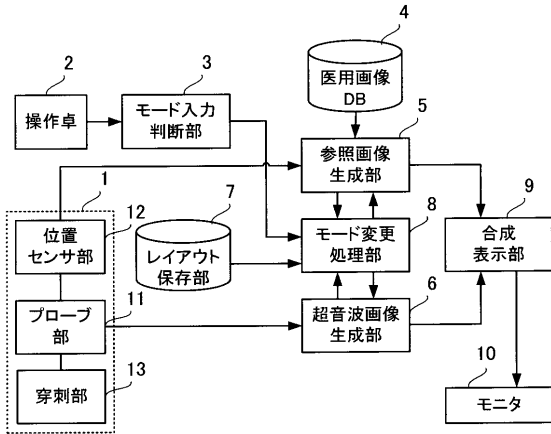 4
医用画像
DB
2
操作卓
3
モード入力
判断部
5
参照画像
生成部
1
12
位置
センサ部
7
レイアウト
保存部
8
モード変更
処理部
9
合成
表示部
11
プローブ
部
6
超音波画像
生成部
13
穿刺部
10
モニタ